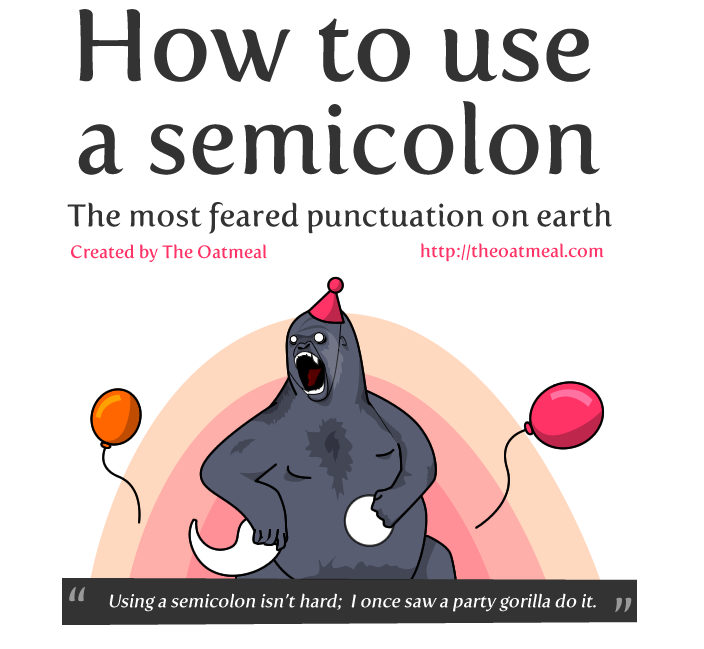 How to use
a semicolon
The most feared punctuation on earth
Created by The Oatmeal http://theoatmeal.com
“ Using a semicolon isn't hard; I once saw a party gorilla do it. ”